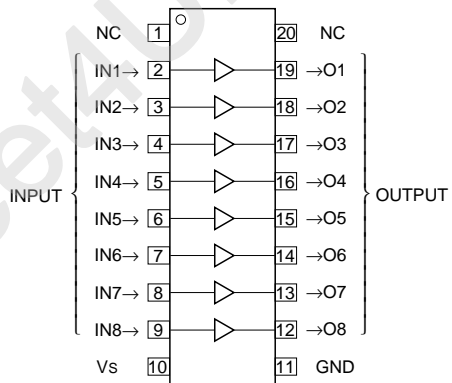 NC 1 20 NC
IN1→ 2 19 →O1
IN2→ 3 18 →O2
IN3→ 4 17 →O3
IN4→ 5 16 →O4
INPUT OUTPUT
IN5→ 6 15 →O5
IN6→ 7 14 →O6
IN7→ 8 13 →O7
IN8→ 9 12 →O8
Vs 10 11 GND